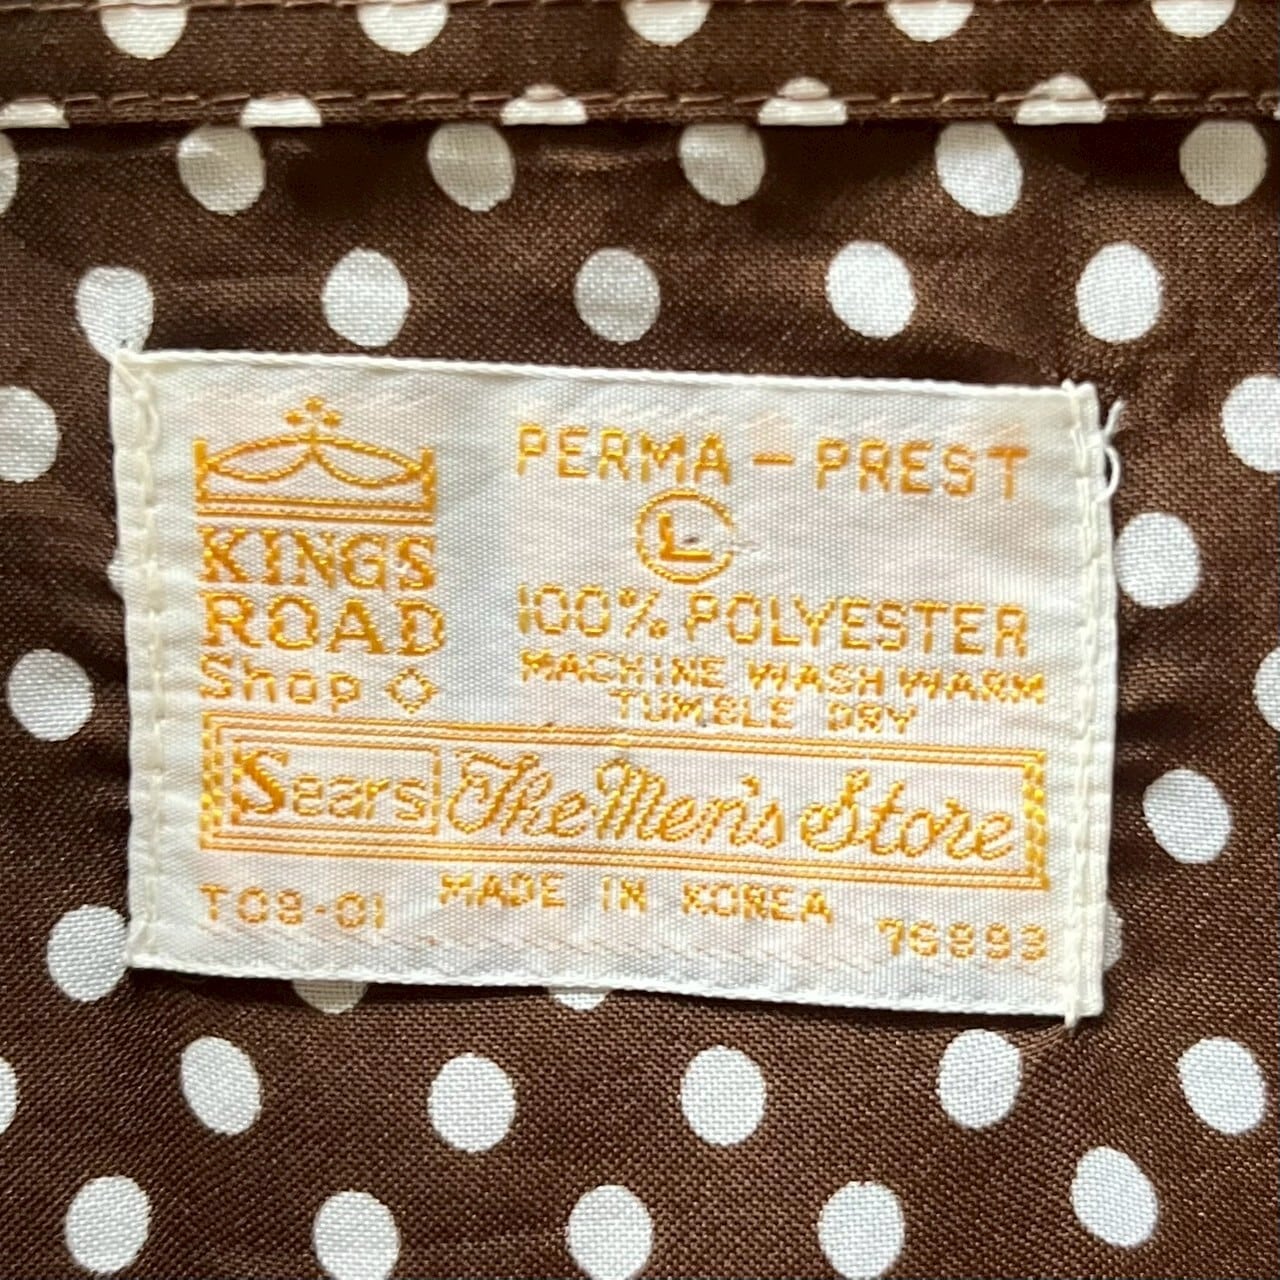 PERMA-PREST
L
KINGS
ROAD
Shop
100% POLYESTER
MACHINE WASH WARM
TUMBLE DRY
Sears The Men's Store
MADE IN KOREA
T09-01